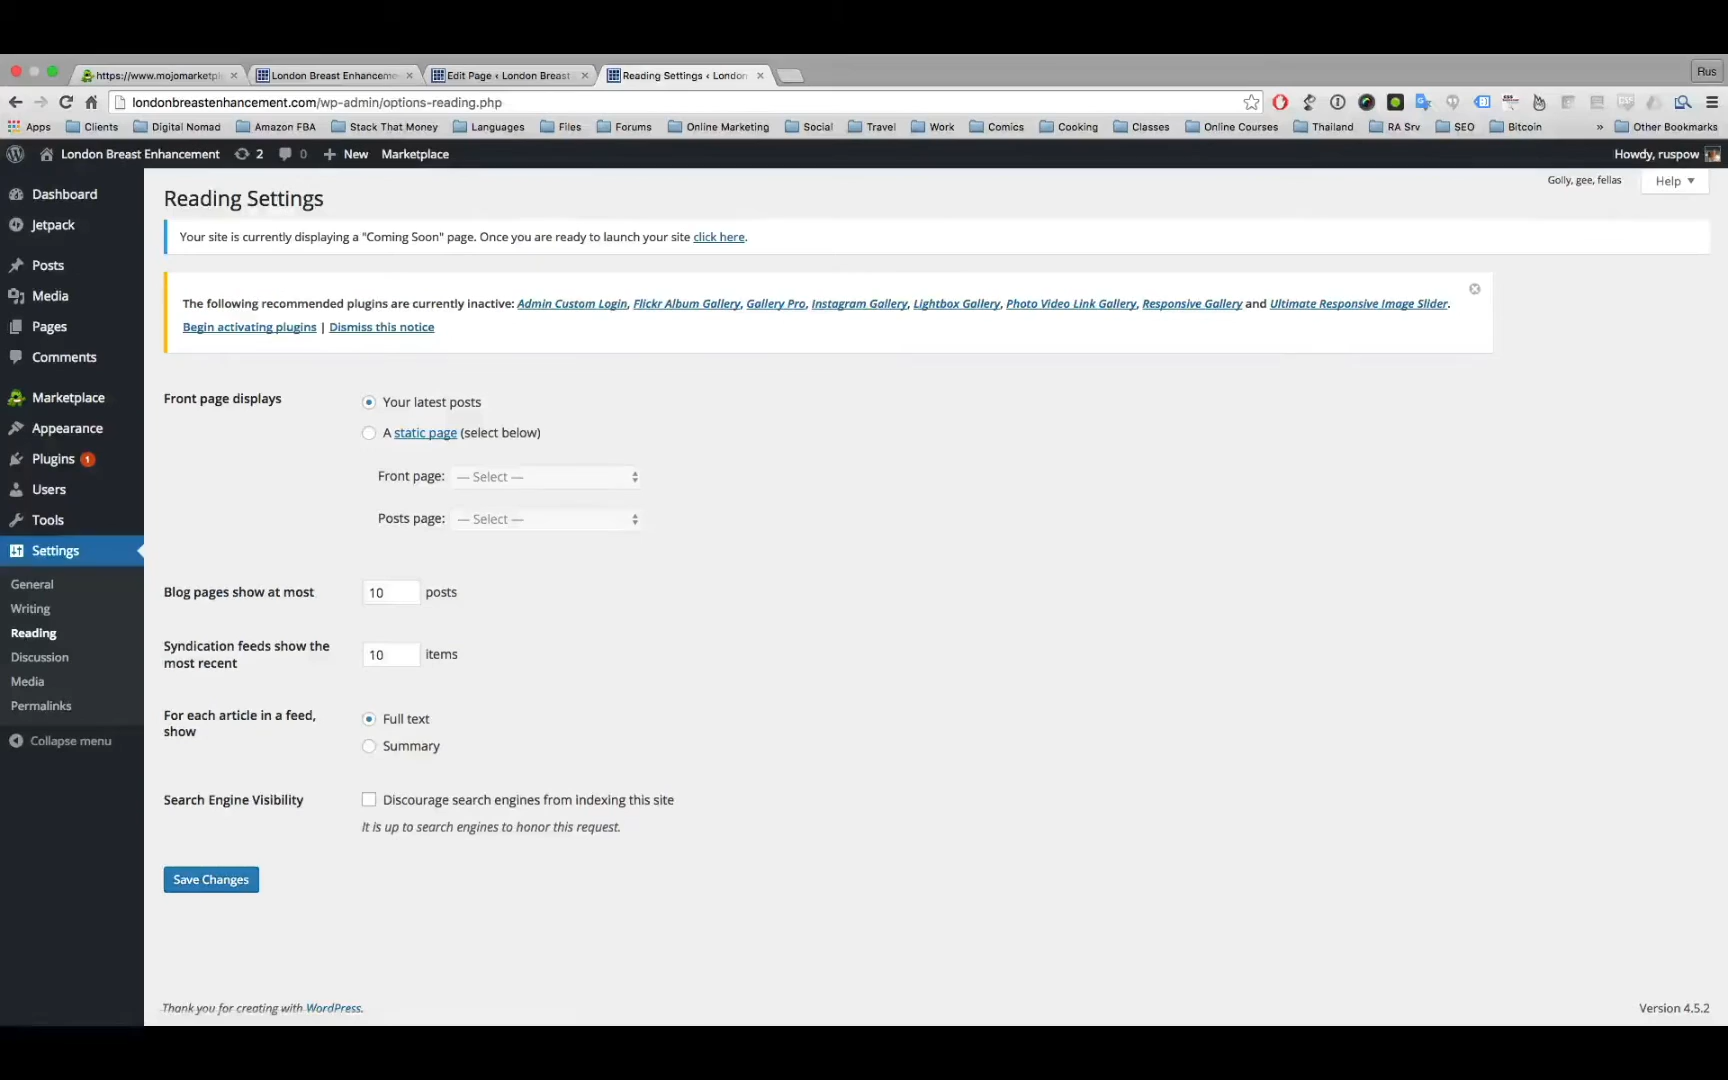 https://www.mojomarketpl
London Breast Enhanceme
Edit Page ‹ London Breast
Reading Settings ‹ London
Rus
londonbreastenhancement.com/wp-admin/options-reading.php
Apps
Clients
Digital Nomad
Amazon FBA
Stack That Money
Languages
Files
Forums
Online Marketing
Social
Travel
Work
Comics
Cooking
Classes
Online Courses
Thailand
RA Srv
SEO
Bitcoin
»
Other Bookmarks
London Breast Enhancement
2
0
New
Marketplace
Howdy, ruspow
Dashboard
Jetpack
Posts
Media
Pages
Comments
Marketplace
Appearance
Plugins 1
Users
Tools
Settings
General
Writing
Reading
Discussion
Media
Permalinks
Collapse menu
Golly, gee, fellas
Help
Reading Settings
Your site is currently displaying a "Coming Soon" page. Once you are ready to launch your site click here.
The following recommended plugins are currently inactive: Admin Custom Login, Flickr Album Gallery, Gallery Pro, Instagram Gallery, Lightbox Gallery, Photo Video Link Gallery, Responsive Gallery and Ultimate Responsive Image Slider.
Begin activating plugins | Dismiss this notice
Front page displays
Your latest posts
A static page (select below)
Front page: — Select —
Posts page: — Select —
Blog pages show at most
10 posts
Syndication feeds show the
most recent
10 items
For each article in a feed,
show
Full text
Summary
Search Engine Visibility
Discourage search engines from indexing this site
It is up to search engines to honor this request.
Save Changes
Thank you for creating with WordPress.
Version 4.5.2